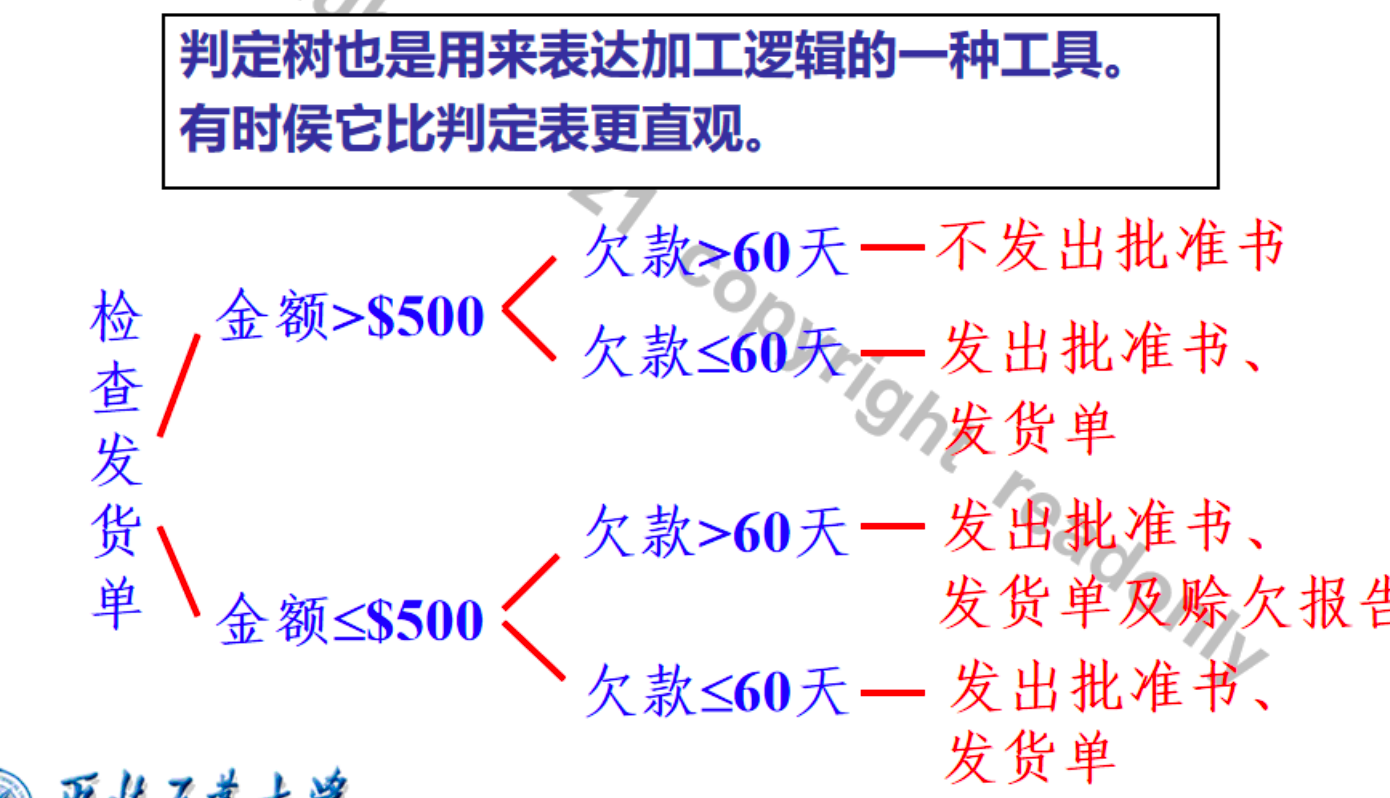 判定树也是用来表达加工逻辑的一种工具。
有时侯它比判定表更直观。
检查发货单
金额>$500
欠款>60天
不发出批准书
欠款≤60天
发出批准书、
发货单
金额≤$500
欠款>60天
发出批准书、
发货单及赊欠报告
欠款≤60天
发出批准书、
发货单
21 copyright readonly